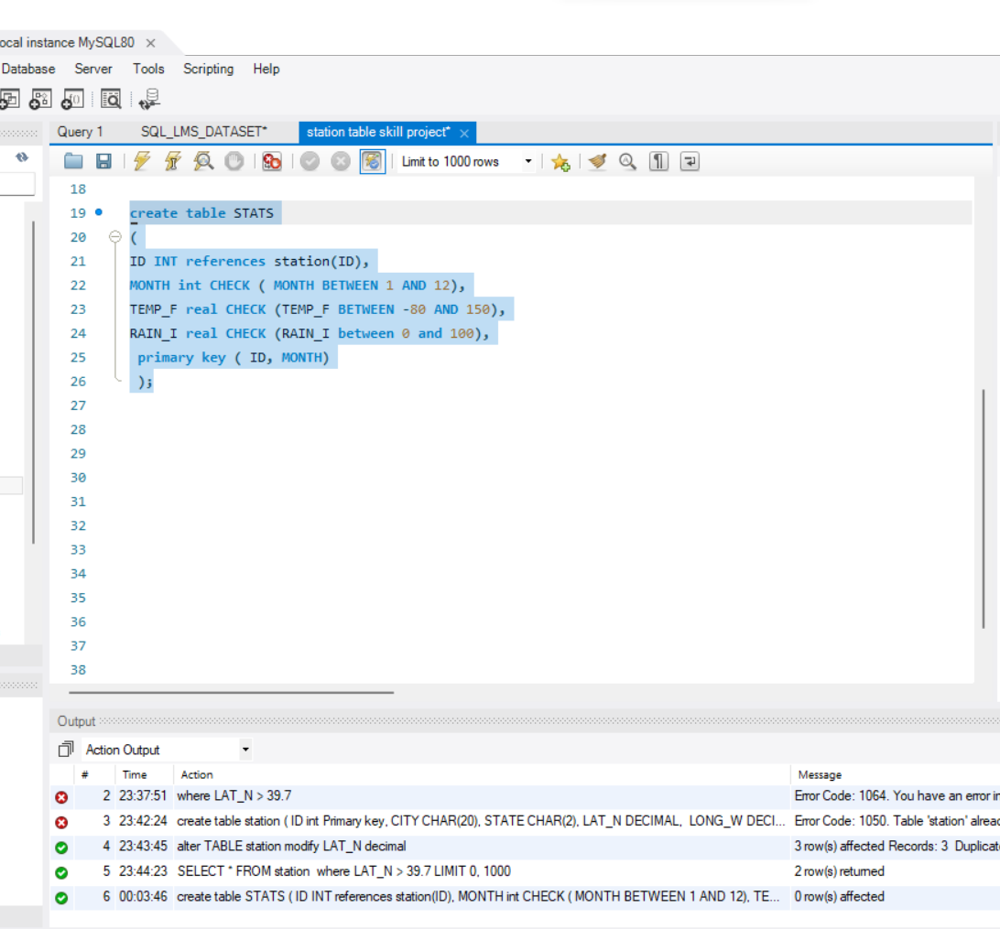 ocal instance MySQL80 ×
Database Server Tools Scripting Help
Query 1 SQL_LMS_DATASET* station table skill project* ×
Limit to 1000 rows
18
19 create table STATS
20 (
21 ID INT references station(ID),
22 MONTH int CHECK ( MONTH BETWEEN 1 AND 12),
23 TEMP_F real CHECK (TEMP_F BETWEEN -80 AND 150),
24 RAIN_I real CHECK (RAIN_I between 0 and 100),
25 primary key ( ID, MONTH)
26 );
27
28
29
30
31
32
33
34
35
36
37
38
Output
Action Output
# Time Action Message
2 23:37:51 where LAT_N > 39.7 Error Code: 1064. You have an error in
3 23:42:24 create table station ( ID int Primary key, CITY CHAR(20), STATE CHAR(2), LAT_N DECIMAL, LONG_W DECI... Error Code: 1050. Table 'station' alread
4 23:43:45 alter TABLE station modify LAT_N decimal 3 row(s) affected Records: 3 Duplicat
5 23:44:23 SELECT * FROM station where LAT_N > 39.7 LIMIT 0, 1000 2 row(s) returned
6 00:03:46 create table STATS ( ID INT references station(ID), MONTH int CHECK ( MONTH BETWEEN 1 AND 12), TE... 0 row(s) affected